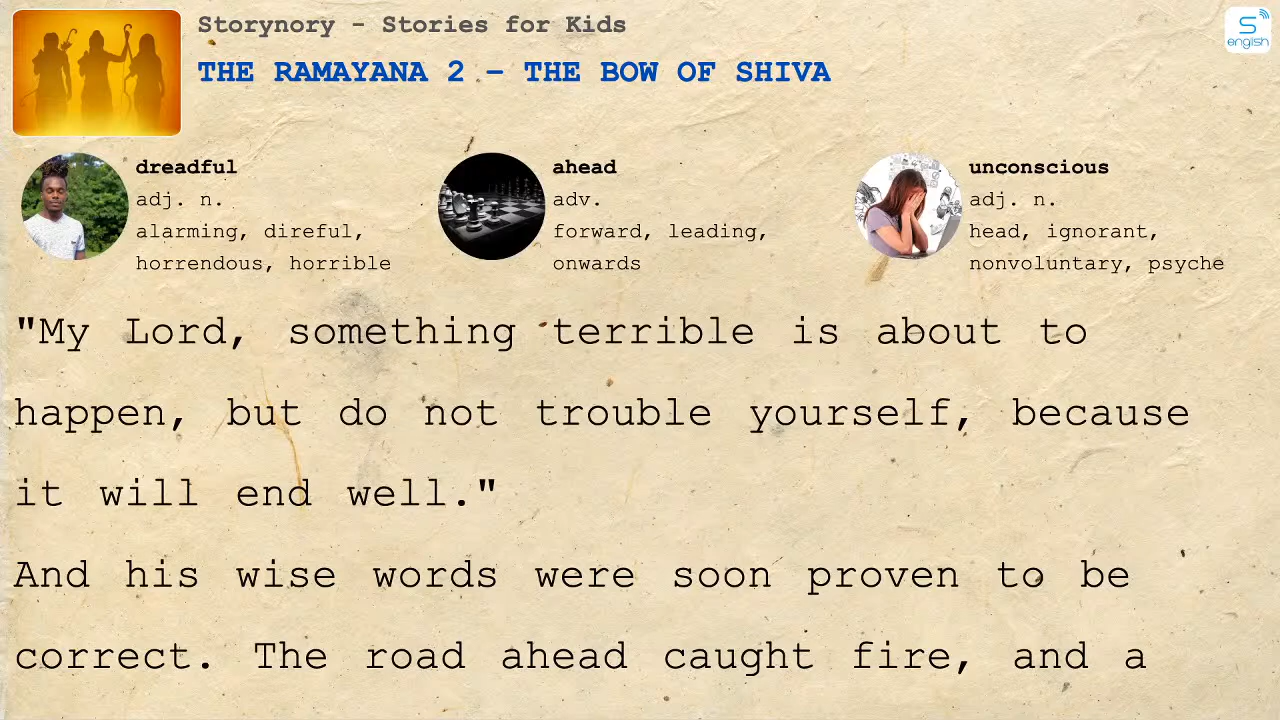 Storynory - Stories for Kids
THE RAMAYANA 2 – THE BOW OF SHIVA
S
english
dreadful
adj. n.
alarming, direful,
horrendous, horrible
ahead
adv.
forward, leading,
onwards
unconscious
adj. n.
head, ignorant,
nonvoluntary, psyche
"My Lord, something terrible is about to
happen, but do not trouble yourself, because
it will end well."
And his wise words were soon proven to be
correct. The road ahead caught fire, and a